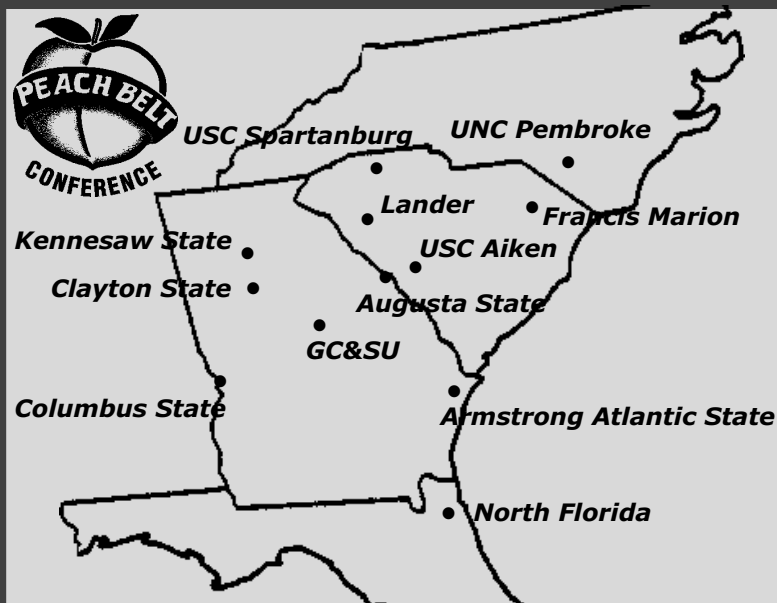 PEACH BELT
CONFERENCE
USC Spartanburg
UNC Pembroke
Lander
Francis Marion
Kennesaw State
USC Aiken
Clayton State
Augusta State
GC&SU
Columbus State
Armstrong Atlantic State
North Florida